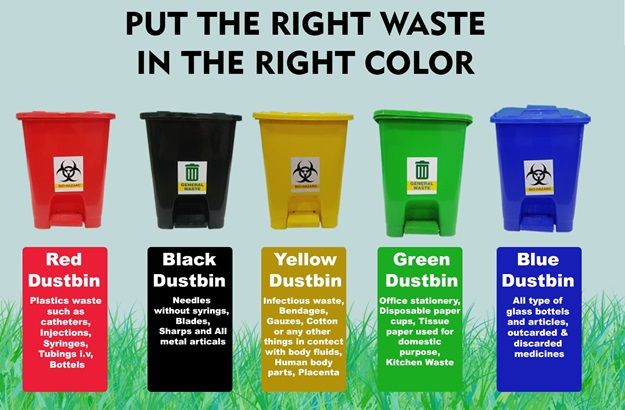 PUT THE RIGHT WASTE
IN THE RIGHT COLOR
BIO-HAZARD
GENERAL
WASTE
BIO-HAZARD
GENERAL
WASTE
BIO-HAZARD
Red
Dustbin
Plastics waste
such as
catheters,
Injections,
Syringes,
Tubings i.v,
Bottels
Black
Dustbin
Needles
without syrings,
Blades,
Sharps and All
metal articals
Yellow
Dustbin
Infectious waste,
Bendages,
Gauzes, Cotton
or any other
things in contect
with body fluids,
Human body
parts, Placenta
Green
Dustbin
Office stationery,
Disposable paper
cups, Tissue
paper used for
domestic
purpose,
Kitchen Waste
Blue
Dustbin
All type of
glass bottels
and articles,
outcarded &
discarded
medicines